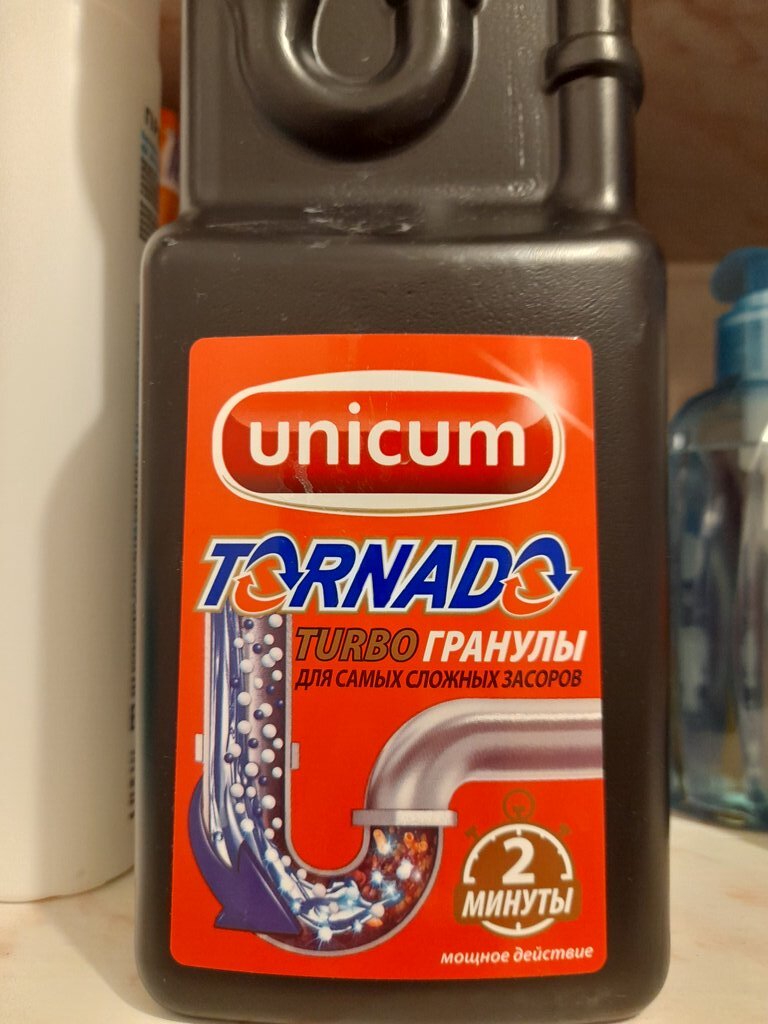 unicum
TORNADO
TURBO ГРАНУЛЫ
ДЛЯ САМЫХ СЛОЖНЫХ ЗАСОРОВ
2
МИНУТЫ
мощное действие